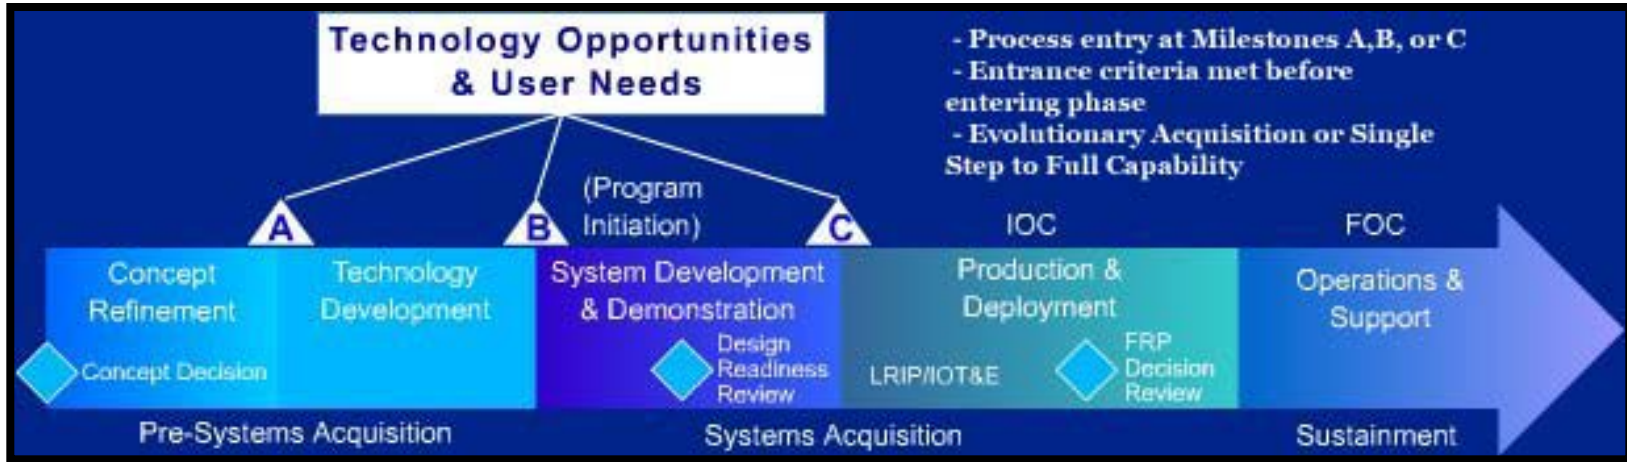 Technology Opportunities
& User Needs
- Process entry at Milestones A,B, or C
- Entrance criteria met before
entering phase
- Evolutionary Acquisition or Single
Step to Full Capability
A
B
(Program
Initiation)
C
IOC
FOC
Concept
Refinement
Technology
Development
System Development
& Demonstration
Production &
Deployment
Operations &
Support
Concept Decision
Design
Readiness
Review
LRIP/IOT&E
FRP
Decision
Review
Pre-Systems Acquisition
Systems Acquisition
Sustainment